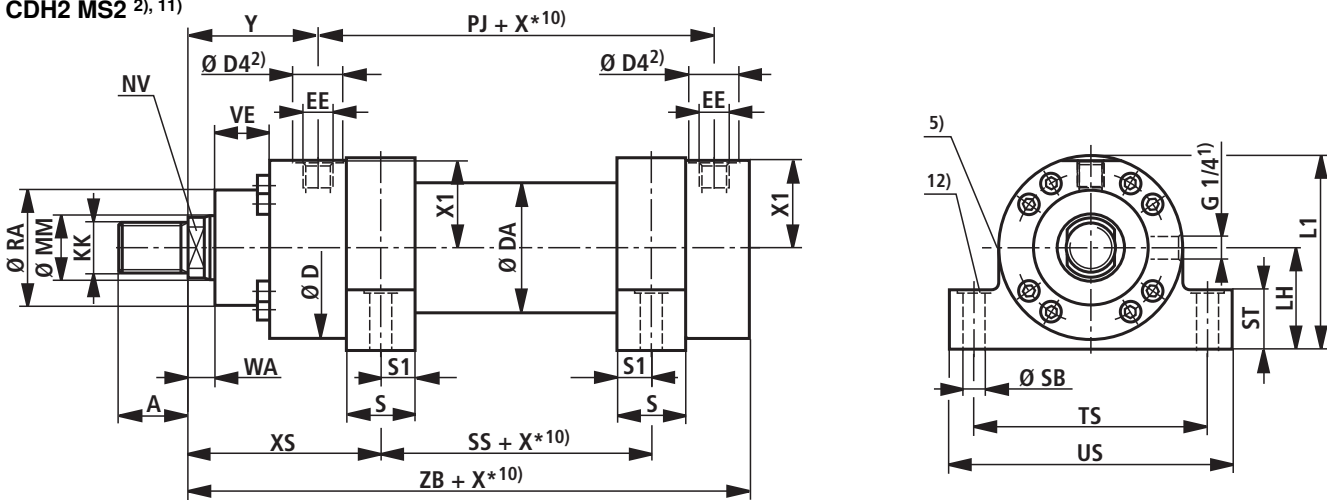 CDH2 MS2 2), 11)
Y
PJ + X*10)
Ø D4 2)
Ø D4 2)
NV
VE
EE
EE
5)
12)
G 1/4 1)
X1
X1
L1
Ø RA
Ø MM
KK
Ø D
Ø DA
LH
ST
WA
S1
S1
Ø SB
A
S
S
TS
XS
SS + X*10)
US
ZB + X*10)